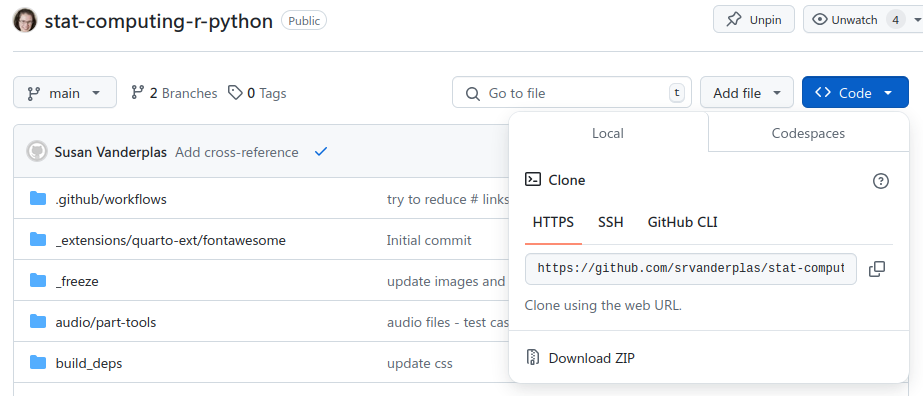 stat-computing-r-python Public Unpin Unwatch 4
main 2 Branches 0 Tags Go to file t Add file Code
Local Codespaces
Susan Vanderplas Add cross-reference
Clone
.github/workflows try to reduce # links
HTTPS SSH GitHub CLI
_extensions/quarto-ext/fontawesome Initial commit
https://github.com/srvanderplas/stat-comput
_freeze update images and
Clone using the web URL.
audio/part-tools audio files - test cas
Download ZIP
build_deps update css